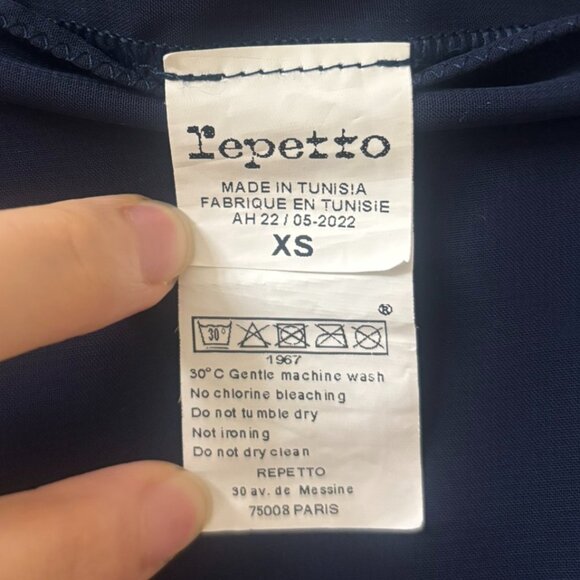 repetto
MADE IN TUNISIA
FABRIQUE EN TUNISIE
AH 22 / 05-2022
XS
®
30°
1967
30°C Gentle machine wash
No chlorine bleaching
Do not tumble dry
Not ironing
Do not dry clean
REPETTO
30 av. de Messine
75008 PARIS